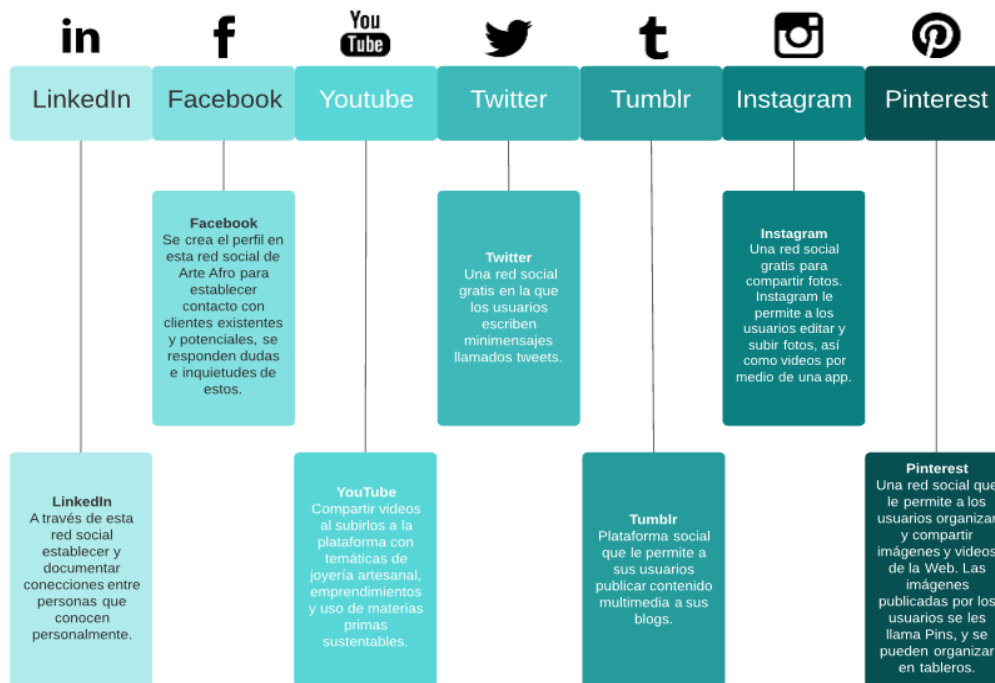 in
f
You
Tube
t
LinkedIn
Facebook
Youtube
Twitter
Tumblr
Instagram
Pinterest
Facebook
Se crea el perfil en
esta red social de
Arte Afro para
establecer
contacto con
clientes existentes
y potenciales, se
responden dudas
e inquietudes de
estos.
Twitter
Una red social
gratis en la que
los usuarios
escriben
minimensajes
llamados tweets.
Instagram
Una red social
gratis para
compartir fotos.
Instagram le
permite a los
usuarios editar y
subir fotos, así
como videos por
medio de una app.
LinkedIn
A través de esta
red social
establecer y
documentar
conecciones entre
personas que
conocen
personalmente.
YouTube
Compartir videos
al subirlos a la
plataforma con
temáticas de
joyería artesanal,
emprendimientos
y uso de materias
primas
sustentables.
Tumblr
Plataforma social
que le permite a
sus usuarios
publicar contenido
multimedia a sus
blogs.
Pinterest
Una red social que
le permite a los
usuarios organizar
y compartir
imágenes y videos
de la Web. Las
imágenes
publicadas por los
usuarios se les
llama Pins, y se
pueden organizar
en tableros.